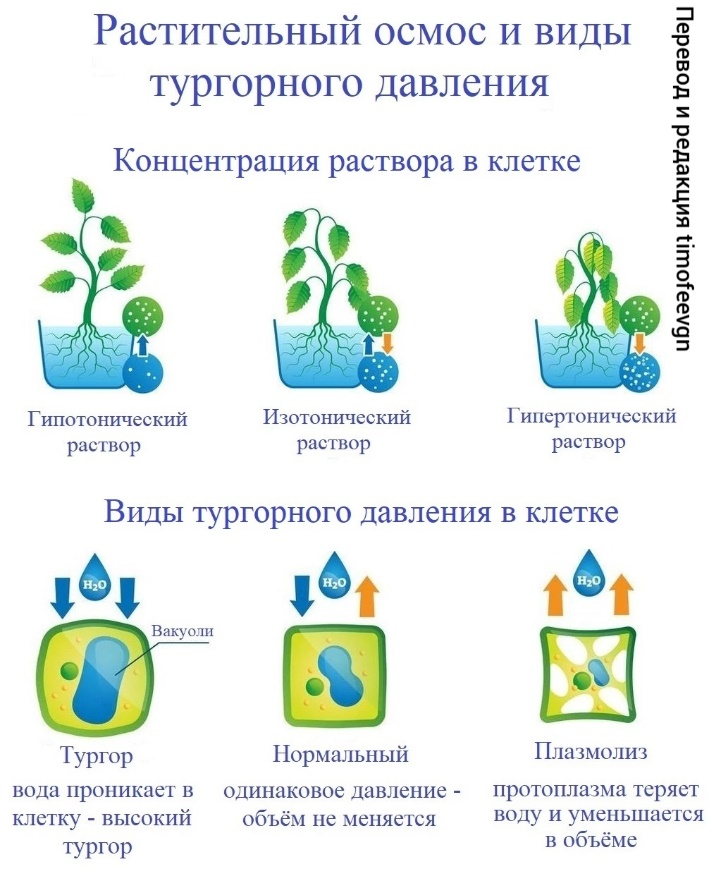 Растительный осмос и виды
тургорного давления
Перевод и редакция timofeevgn
Концентрация раствора в клетке
Гипотонический
раствор
Изотонический
раствор
Гипертонический
раствор
Виды тургорного давления в клетке
H₂O
H₂O
H₂O
Вакуоли
Тургор
вода проникает в
клетку - высокий
тургор
Нормальный
одинаковое давление -
объём не меняется
Плазмолиз
протоплазма теряет
воду и уменьшается
в объёме